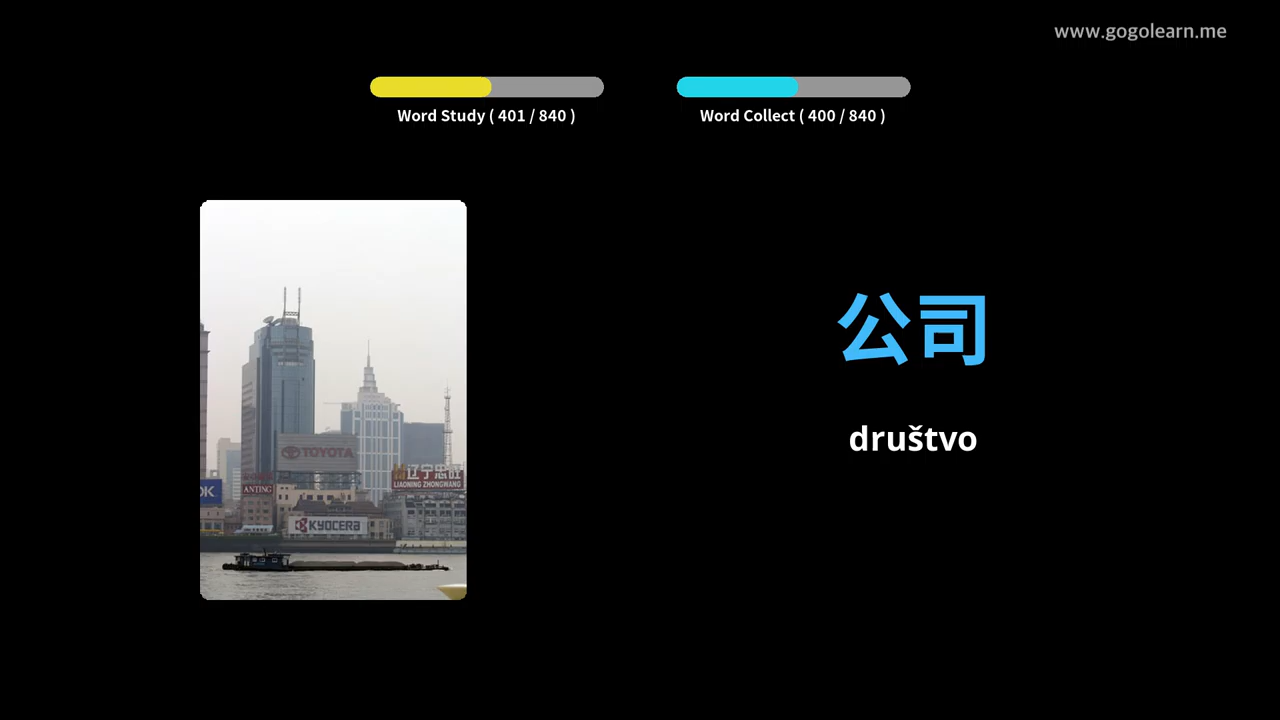 www.gogolearn.me
Word Study ( 401 / 840 )
Word Collect ( 400 / 840 )
公司
društvo
TOYOTA
辽宁忠旺
LIAONING ZHONGWANG
OK
ANTING
KYOCERA